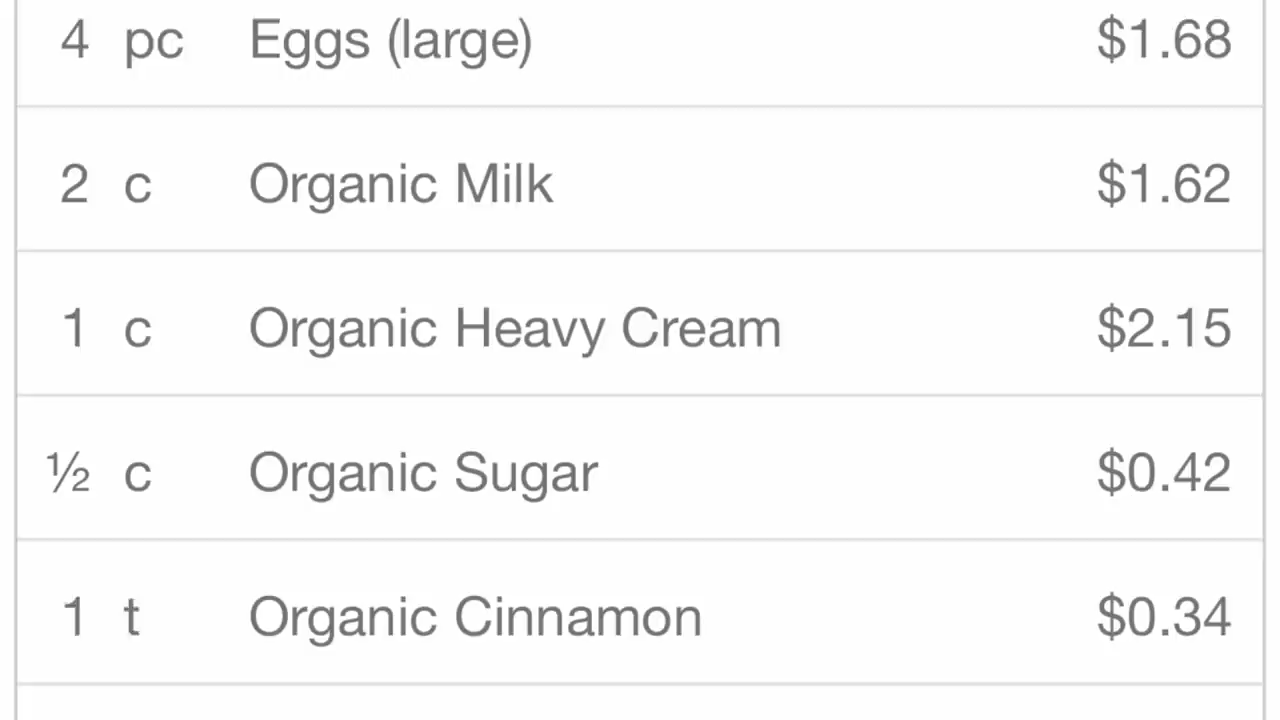 4 pc Eggs (large) $1.68
2 c Organic Milk $1.62
1 c Organic Heavy Cream $2.15
½ c Organic Sugar $0.42
1 t Organic Cinnamon $0.34